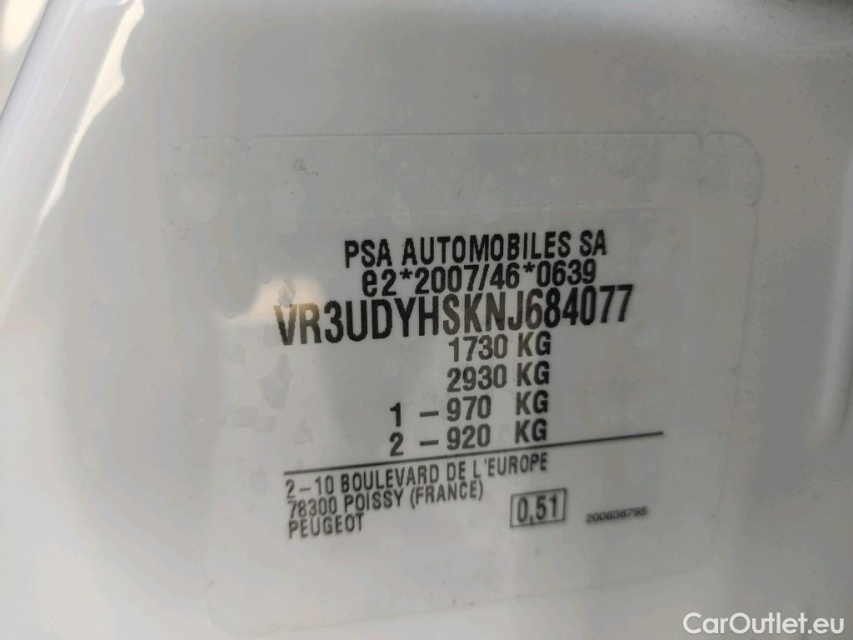 PSA AUTOMOBILES SA
e2*2007/46*0639
VR3UDYHSKNJ684077
1730 KG
2930 KG
1 – 970 KG
2 – 920 KG
2–10 BOULEVARD DE L'EUROPE
78300 POISSY (FRANCE)
PEUGEOT
0,51
200636795
CarOutlet.eu